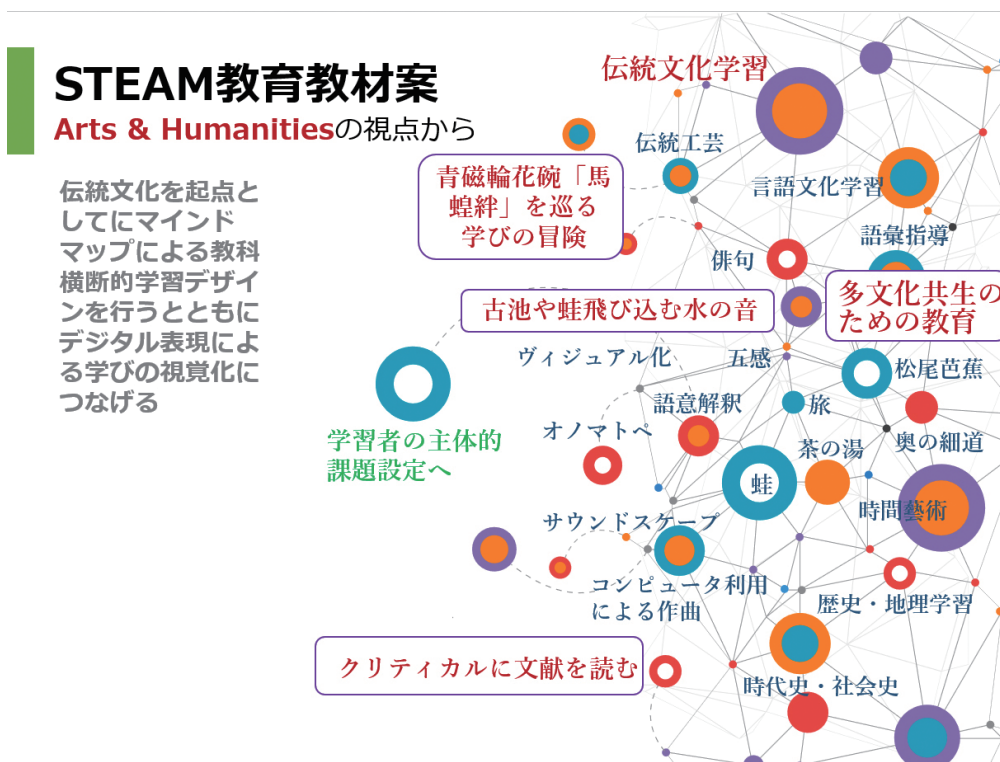 STEAM教育教材案
Arts & Humanitiesの視点から
伝統文化を起点と
してにマインド
マップによる教科
横断的学習デザイ
ンを行うとともに
デジタル表現によ
る学びの視覚化に
つなげる
伝統文化学習
伝統工芸
青磁輪花碗「馬
蝗絆」を巡る
学びの冒険
言語文化学習
語彙指導
俳句
古池や蛙飛び込む水の音
多文化共生の
ための教育
ヴィジュアル化
五感
松尾芭蕉
語意解釈
旅
オノマトペ
茶の湯
奥の細道
学習者の主体的
課題設定へ
蛙
時間藝術
サウンドスケープ
コンピュータ利用
による作曲
歴史・地理学習
クリティカルに文献を読む
時代史・社会史